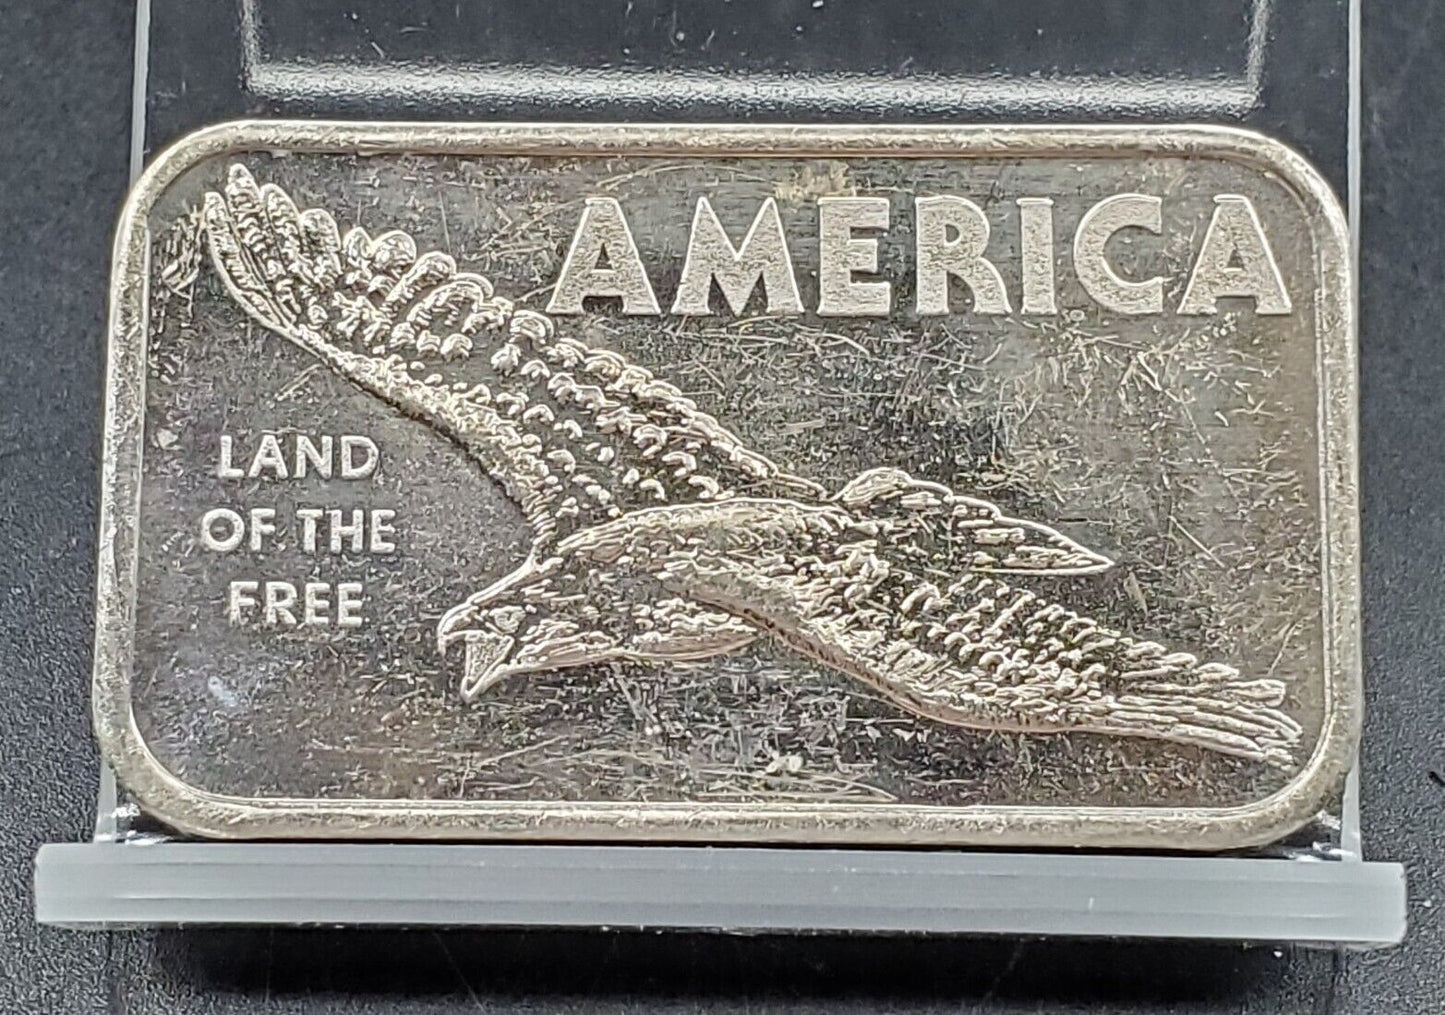 AMERICA
LAND
OF THE
FREE